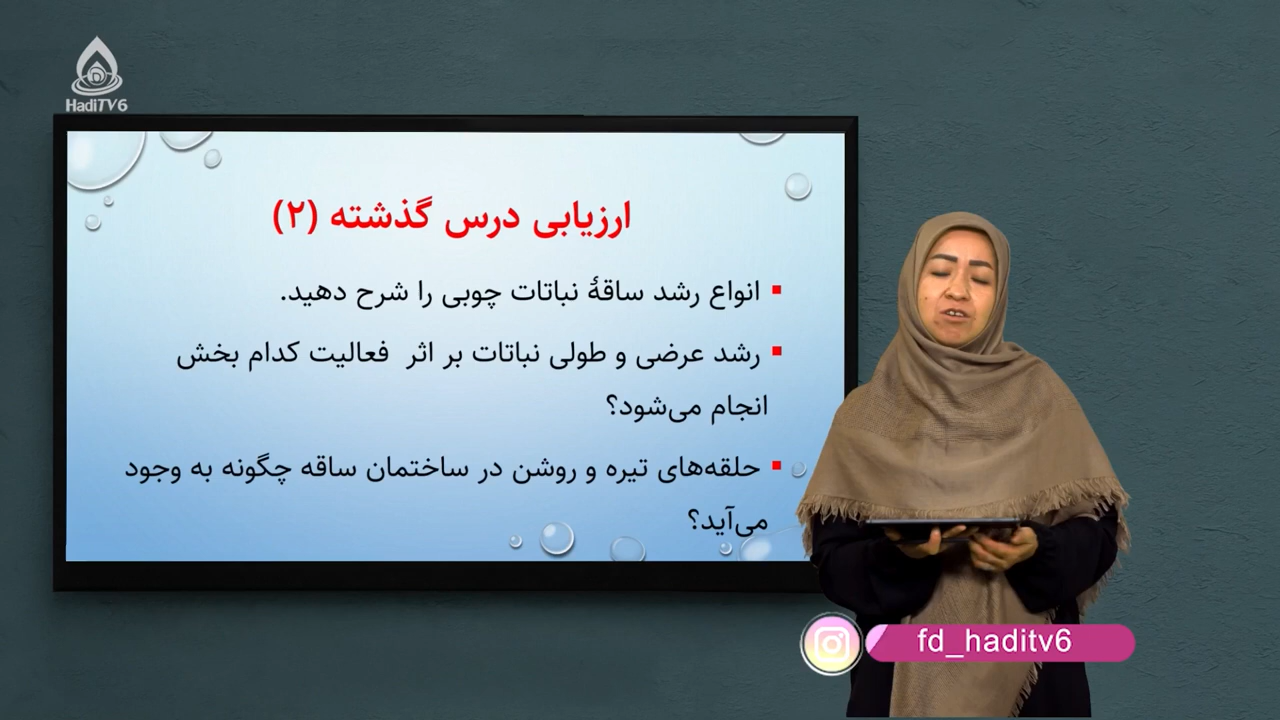 HadiTV6
ارزیابی درس گذشته (۲)
انواع رشد ساقۀ نباتات چوبی را شرح دهید.
رشد عرضی و طولی نباتات بر اثر فعالیت کدام بخش
انجام می‌شود؟
حلقه‌های تیره و روشن در ساختمان ساقه چگونه به وجود
می‌آید؟
fd_haditv6